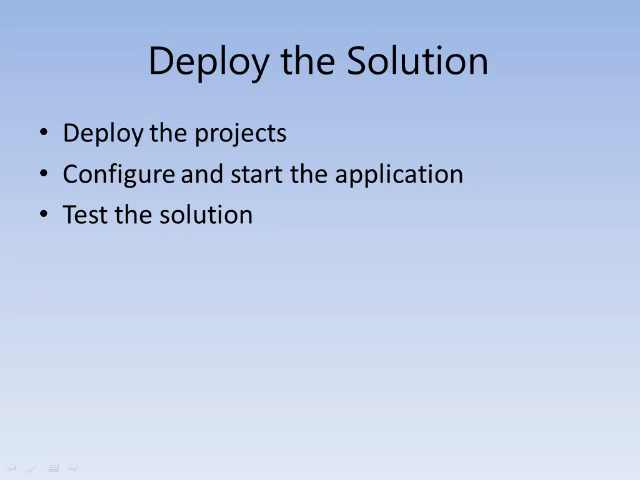 Deploy the Solution
• Deploy the projects
• Configure and start the application
• Test the solution